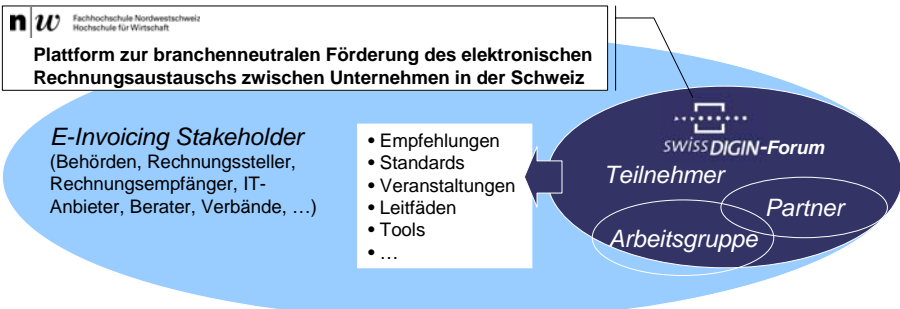 n w Fachhochschule Nordwestschweiz
Hochschule für Wirtschaft
Plattform zur branchenneutralen Förderung des elektronischen
Rechnungsaustauschs zwischen Unternehmen in der Schweiz
E-Invoicing Stakeholder
(Behörden, Rechnungssteller,
Rechnungsempfänger, IT-
Anbieter, Berater, Verbände, …)
• Empfehlungen
• Standards
• Veranstaltungen
• Leitfäden
• Tools
• …
swissDIGIN-Forum
Teilnehmer
Partner
Arbeitsgruppe